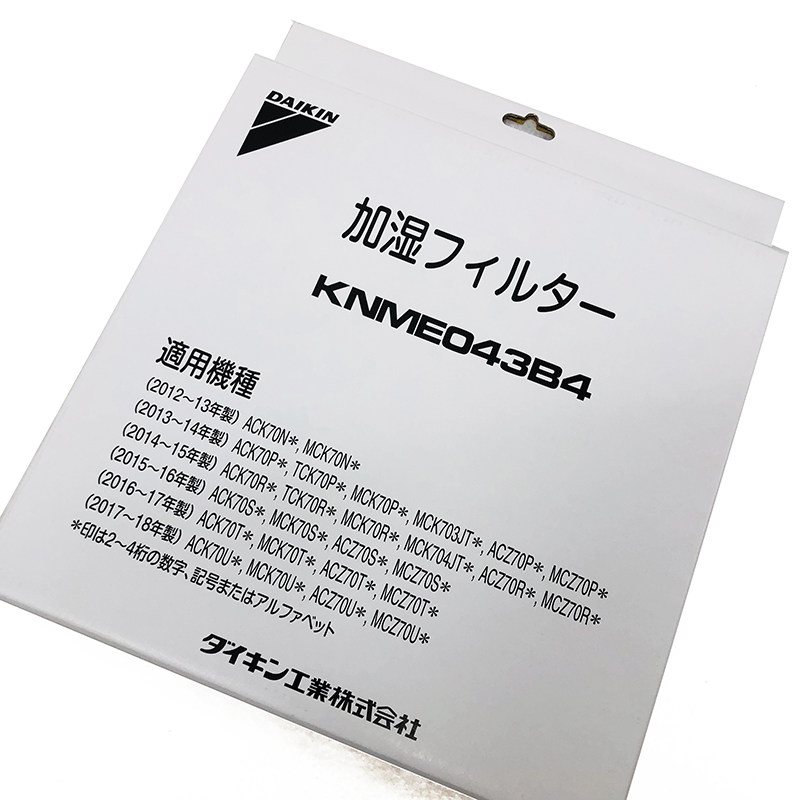 DAIKIN
加湿フィルター
KNME043B4
適用機種
(2012～13年製) ACK70N＊, MCK70N＊
(2013～14年製) ACK70P＊, TCK70P＊, MCK70P＊, MCK703JT＊, ACZ70P＊, MCZ70P＊
(2014～15年製) ACK70R＊, TCK70R＊, MCK70R＊, MCK704JT＊, ACZ70R＊, MCZ70R＊
(2015～16年製) ACK70S＊, MCK70S＊, ACZ70S＊, MCZ70S＊
(2016～17年製) ACK70T＊, MCK70T＊, ACZ70T＊, MCZ70T＊
(2017～18年製) ACK70U＊, MCK70U＊, ACZ70U＊, MCZ70U＊
＊印は2～4桁の数字、記号またはアルファベット
ダイキン工業株式会社